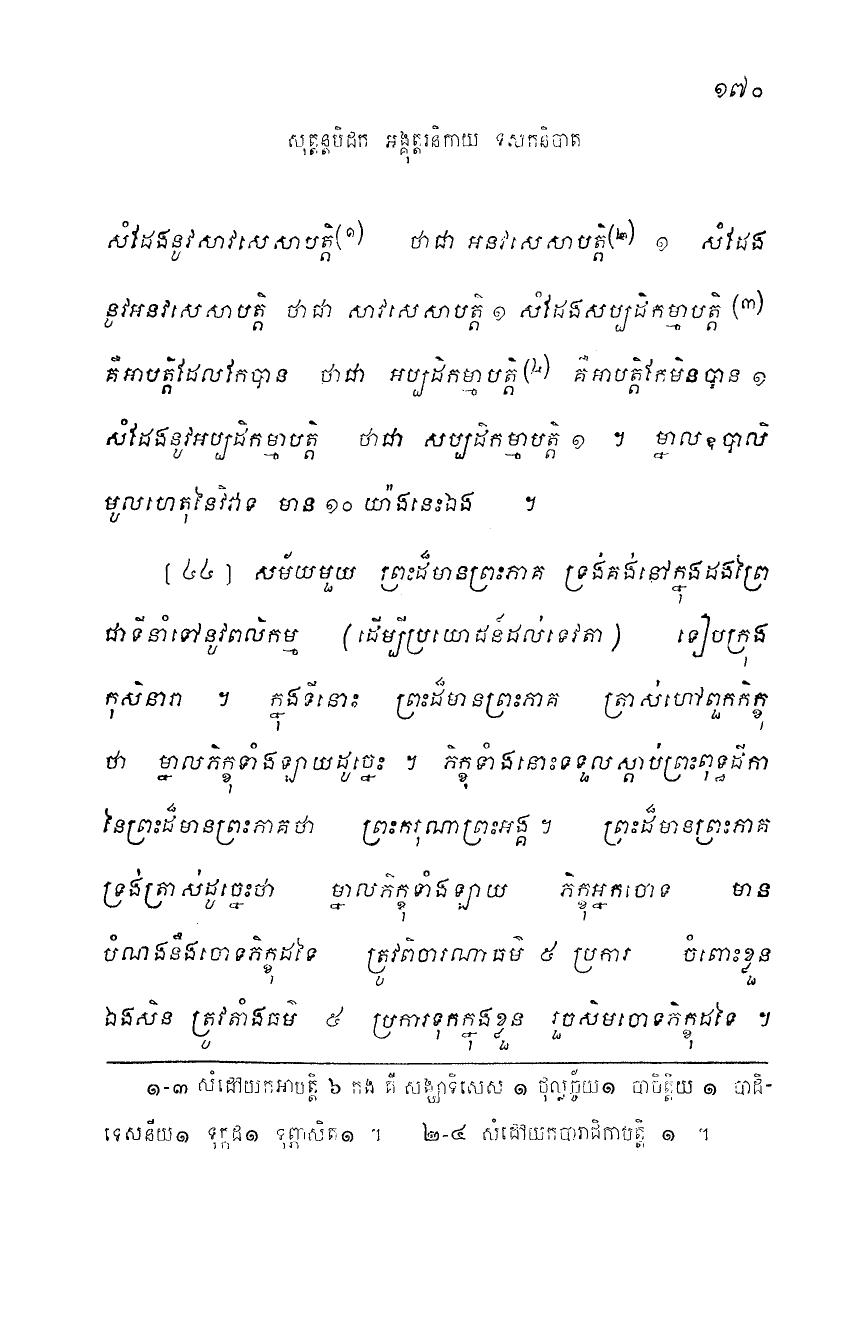 ១៧០
សុត្តន្តបិដក អង្គុត្តរនិកាយ ទសកនិបាត
សំដែងនូវសាវសេសាបត្តិ(១) ថាជា អនវសេសាបត្តិ(២) ១ សំដែង
នូវអនវសេសាបត្តិ ថាជា សាវសេសាបត្តិ ១ សំដែងសប្បដិកម្មាបត្តិ (៣)
គឺអាបត្តិដែលកែបាន ថាជា អប្បដិកម្មាបត្តិ(៤) គឺអាបត្តិកែមិនបាន ១
សំដែងនូវអប្បដិកម្មាបត្តិ ថាជា សប្បដិកម្មាបត្តិ ១ ។ ម្នាលឧបាលិ
មូលហេតុនៃវិវាទ មាន ១០ យ៉ាងនេះឯង ។
[ ៤៤ ] សម័យមួយ ព្រះដ៏មានព្រះភាគ ទ្រង់គង់នៅក្នុងដងព្រៃ
ជាទីនាំទៅនូវពលិកម្ម (ដើម្បីប្រយោជន៍ដល់ទេវតា) ទៀបក្រុង
កុសិនារា ។ ក្នុងទីនោះ ព្រះដ៏មានព្រះភាគ ត្រាស់ហៅពួកភិក្ខុ
ថា ម្នាលភិក្ខុទាំងឡាយដូច្នេះ ។ ភិក្ខុទាំងនោះទទួលស្តាប់ព្រះពុទ្ធដីកា
នៃព្រះដ៏មានព្រះភាគថា ព្រះករុណាព្រះអង្គ ។ ព្រះដ៏មានព្រះភាគ
ទ្រង់ត្រាស់ដូច្នេះថា ម្នាលភិក្ខុទាំងឡាយ ភិក្ខុអ្នកចោទ មាន
បំណងនឹងចោទភិក្ខុដទៃ ត្រូវពិចារណាធម៌ ៥ ប្រការ ចំពោះខ្លួន
ឯងសិន ត្រូវតាំងធម៌ ៥ ប្រការទុកក្នុងខ្លួន រួចសិមចោទភិក្ខុដទៃ ។
១-៣ សំដៅយកអាបត្តិ ៦ កង គឺ សង្ឃាទិសេស ១ ថុល្លច្ច័យ១ បាចិត្តិយ ១ បាដិ-
ទេសនីយ១ ទុក្កដ១ ទុព្ភាសិត១ ។ ២-៤ សំដៅយកបារាជិកាបត្តិ ១ ។